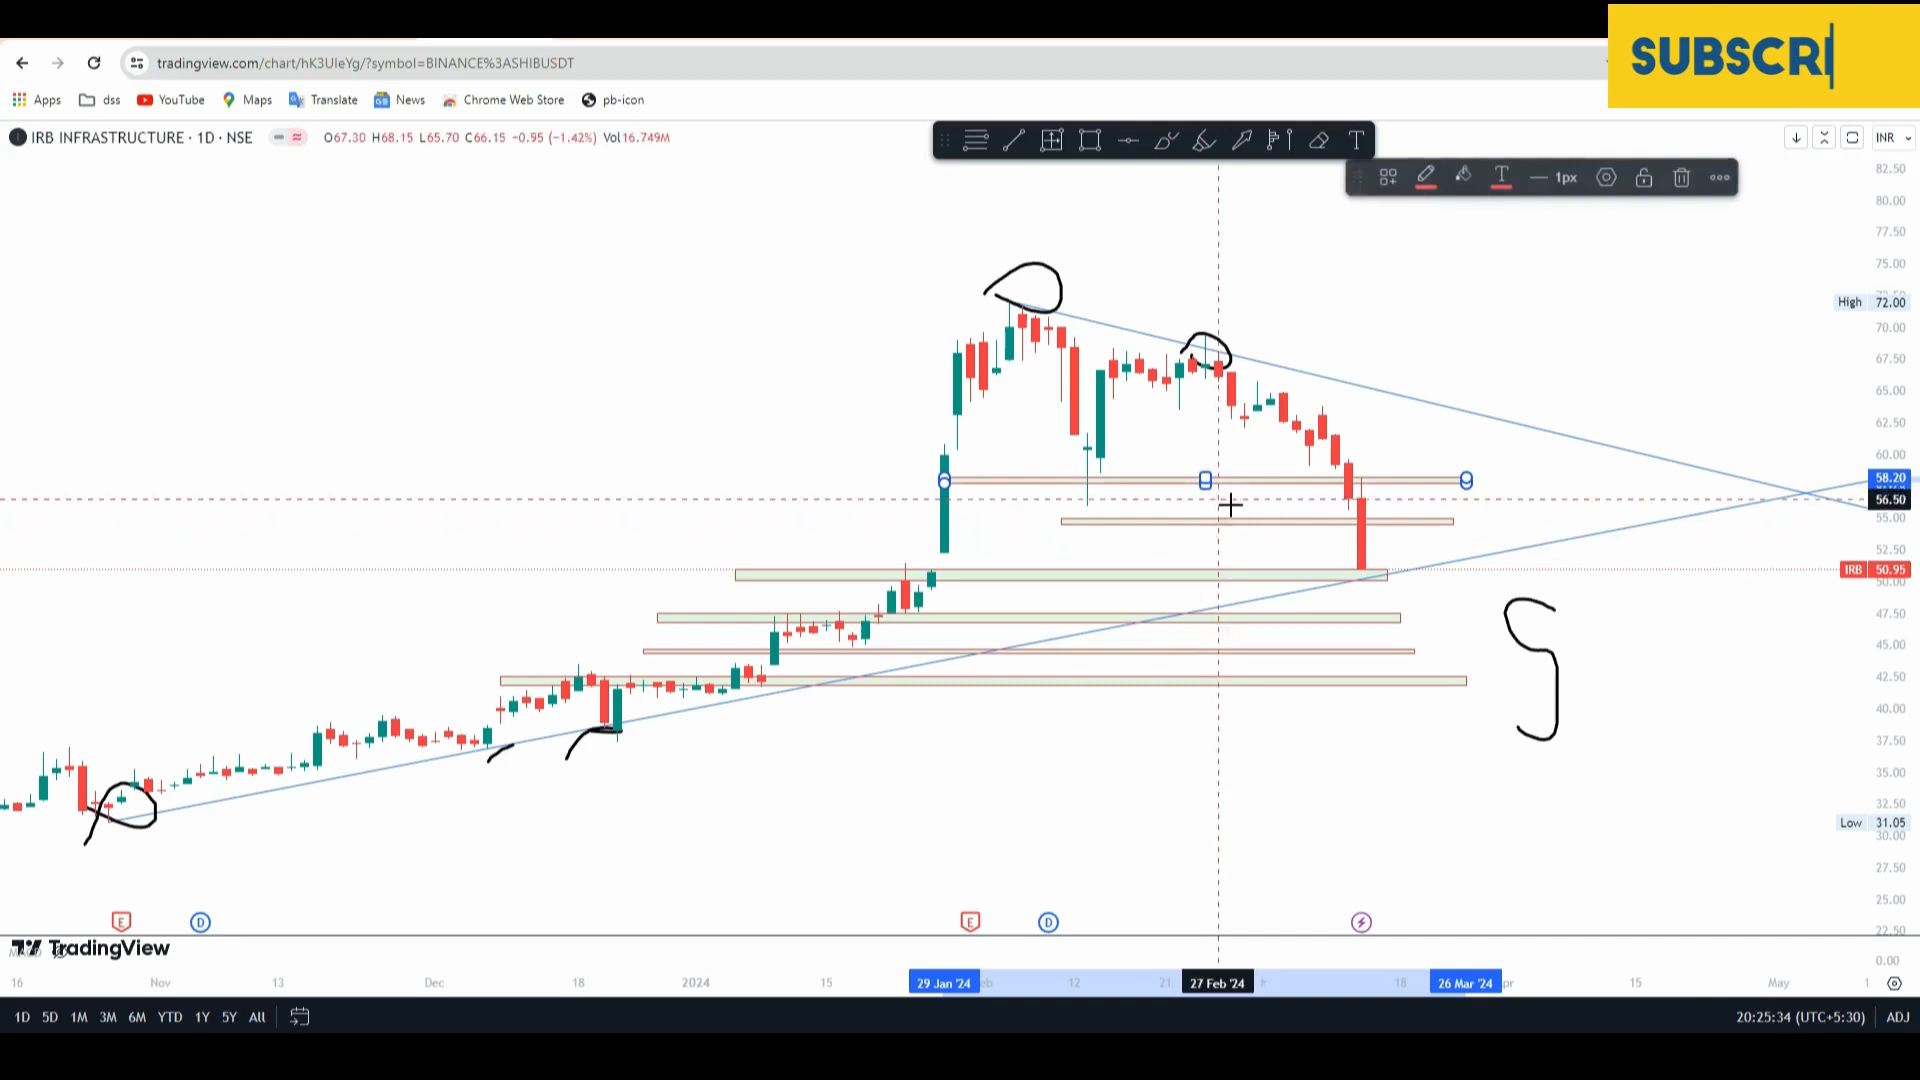 SUBSCRI
tradingview.com/chart/hK3UIeYg/?symbol=BINANCE%3ASHIBUSDT
Apps dss YouTube Maps Translate News Chrome Web Store pb-icon
IRB INFRASTRUCTURE · 1D · NSE O67.30 H68.15 L65.70 C66.15 −0.95 (−1.42%) Vol16.749M
T
INR
T 1px
82.50
80.00
77.50
75.00
High 72.00
70.00
67.50
65.00
62.50
60.00
58.20
56.50
55.00
52.50
IRB 50.95
50.00
47.50
45.00
42.50
40.00
37.50
35.00
32.50
Low 31.05
30.00
27.50
25.00
22.50
E D E D
TradingView
0.00
16 Nov 13 Dec 18 2024 15 29 Jan '24 12 21 27 Feb '24 18 26 Mar '24 15 May 1
1D 5D 1M 3M 6M YTD 1Y 5Y All 20:25:34 (UTC+5:30) ADJ